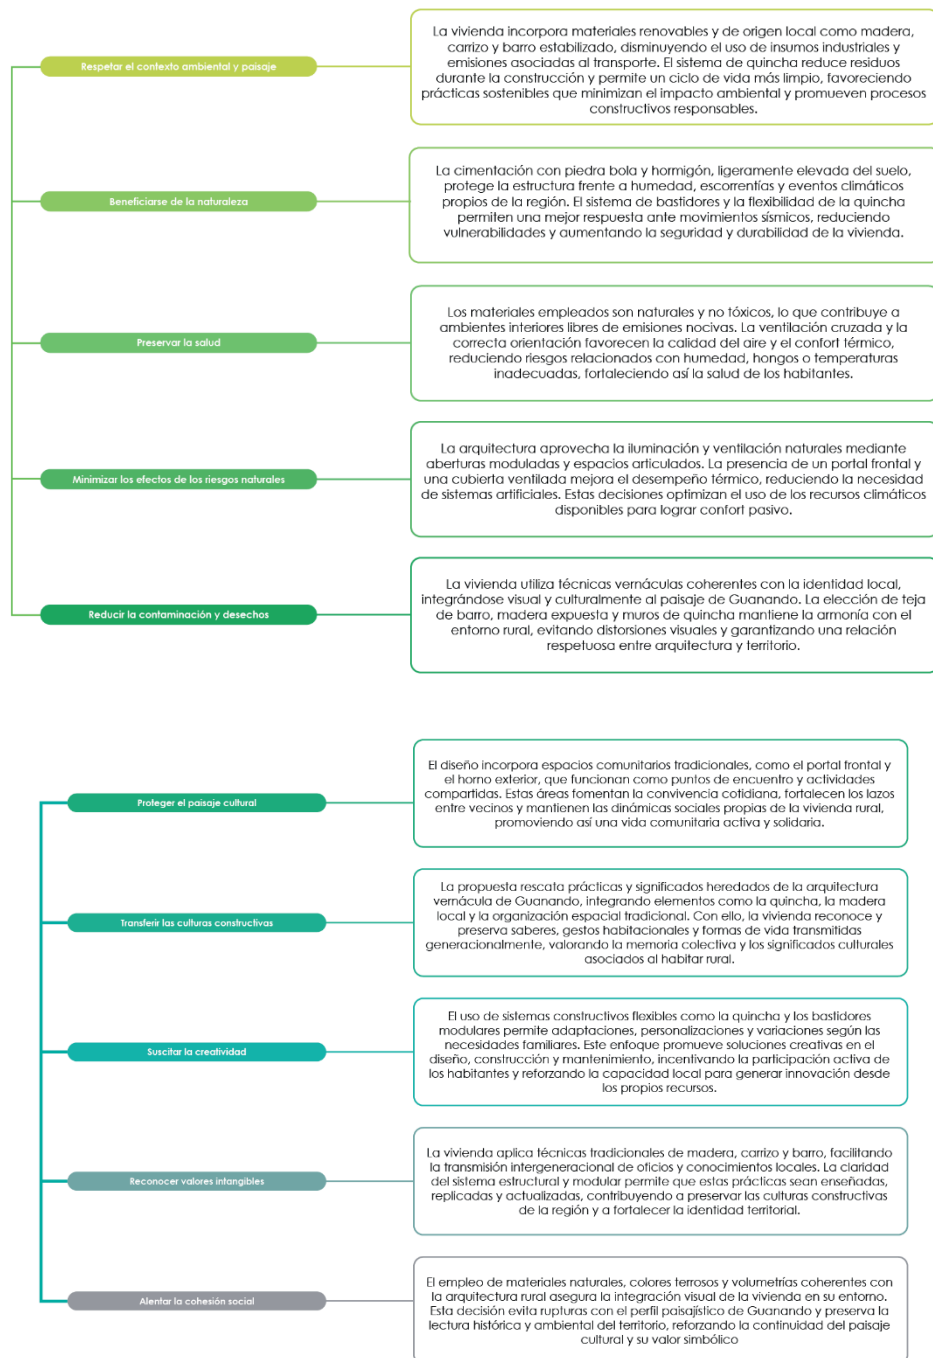 Respetar el contexto ambiental y paisaje
La vivienda incorpora materiales renovables y de origen local como madera,
carrizo y barro estabilizado, disminuyendo el uso de insumos industriales y
emisiones asociadas al transporte. El sistema de quincha reduce residuos
durante la construcción y permite un ciclo de vida más limpio, favoreciendo
prácticas sostenibles que minimizan el impacto ambiental y promueven procesos
constructivos responsables.
Beneficiarse de la naturaleza
La cimentación con piedra bola y hormigón, ligeramente elevada del suelo,
protege la estructura frente a humedad, escorrentías y eventos climáticos
propios de la región. El sistema de bastidores y la flexibilidad de la quincha
permiten una mejor respuesta ante movimientos sísmicos, reduciendo
vulnerabilidades y aumentando la seguridad y durabilidad de la vivienda.
Preservar la salud
Los materiales empleados son naturales y no tóxicos, lo que contribuye a
ambientes interiores libres de emisiones nocivas. La ventilación cruzada y la
correcta orientación favorecen la calidad del aire y el confort térmico,
reduciendo riesgos relacionados con humedad, hongos o temperaturas
inadecuadas, fortaleciendo así la salud de los habitantes.
Minimizar los efectos de los riesgos naturales
La arquitectura aprovecha la iluminación y ventilación naturales mediante
aberturas moduladas y espacios articulados. La presencia de un portal frontal y
una cubierta ventilada mejora el desempeño térmico, reduciendo la necesidad
de sistemas artificiales. Estas decisiones optimizan el uso de los recursos climáticos
disponibles para lograr confort pasivo.
Reducir la contaminación y desechos
La vivienda utiliza técnicas vernáculas coherentes con la identidad local,
integrándose visual y culturalmente al paisaje de Guanando. La elección de teja
de barro, madera expuesta y muros de quincha mantiene la armonía con el
entorno rural, evitando distorsiones visuales y garantizando una relación
respetuosa entre arquitectura y territorio.
Proteger el paisaje cultural
El diseño incorpora espacios comunitarios tradicionales, como el portal frontal y
el horno exterior, que funcionan como puntos de encuentro y actividades
compartidas. Estas áreas fomentan la convivencia cotidiana, fortalecen los lazos
entre vecinos y mantienen las dinámicas sociales propias de la vivienda rural,
promoviendo así una vida comunitaria activa y solidaria.
Transferir las culturas constructivas
La propuesta rescata prácticas y significados heredados de la arquitectura
vernácula de Guanando, integrando elementos como la quincha, la madera
local y la organización espacial tradicional. Con ello, la vivienda reconoce y
preserva saberes, gestos habitacionales y formas de vida transmitidas
generacionalmente, valorando la memoria colectiva y los significados culturales
asociados al habitar rural.
Suscitar la creatividad
El uso de sistemas constructivos flexibles como la quincha y los bastidores
modulares permite adaptaciones, personalizaciones y variaciones según las
necesidades familiares. Este enfoque promueve soluciones creativas en el
diseño, construcción y mantenimiento, incentivando la participación activa de
los habitantes y reforzando la capacidad local para generar innovación desde
los propios recursos.
Reconocer valores intangibles
La vivienda aplica técnicas tradicionales de madera, carrizo y barro, facilitando
la transmisión intergeneracional de oficios y conocimientos locales. La claridad
del sistema estructural y modular permite que estas prácticas sean enseñadas,
replicadas y actualizadas, contribuyendo a preservar las culturas constructivas
de la región y a fortalecer la identidad territorial.
Alentar la cohesión social
El empleo de materiales naturales, colores terrosos y volumetrías coherentes con
la arquitectura rural asegura la integración visual de la vivienda en su entorno.
Esta decisión evita rupturas con el perfil paisajístico de Guanando y preserva la
lectura histórica y ambiental del territorio, reforzando la continuidad del paisaje
cultural y su valor simbólico